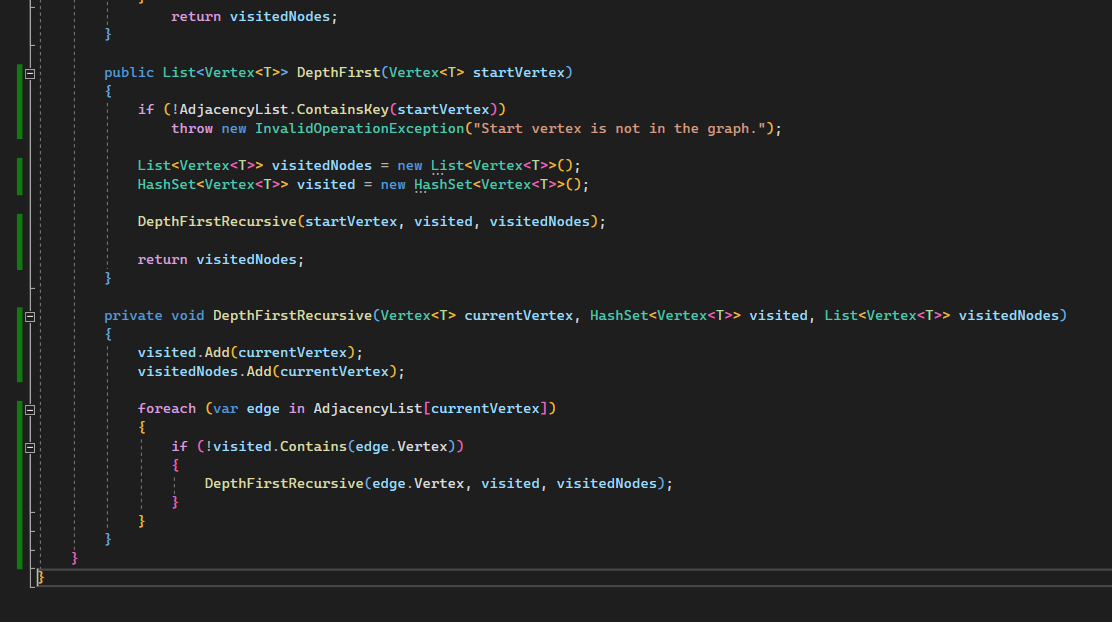 return visitedNodes;
}
public List<Vertex<T>> DepthFirst(Vertex<T> startVertex)
{
if (!AdjacencyList.ContainsKey(startVertex))
throw new InvalidOperationException("Start vertex is not in the graph.");
List<Vertex<T>> visitedNodes = new List<Vertex<T>>();
HashSet<Vertex<T>> visited = new HashSet<Vertex<T>>();
DepthFirstRecursive(startVertex, visited, visitedNodes);
return visitedNodes;
}
private void DepthFirstRecursive(Vertex<T> currentVertex, HashSet<Vertex<T>> visited, List<Vertex<T>> visitedNodes)
{
visited.Add(currentVertex);
visitedNodes.Add(currentVertex);
foreach (var edge in AdjacencyList[currentVertex])
{
if (!visited.Contains(edge.Vertex))
{
DepthFirstRecursive(edge.Vertex, visited, visitedNodes);
}
}
}
}
}